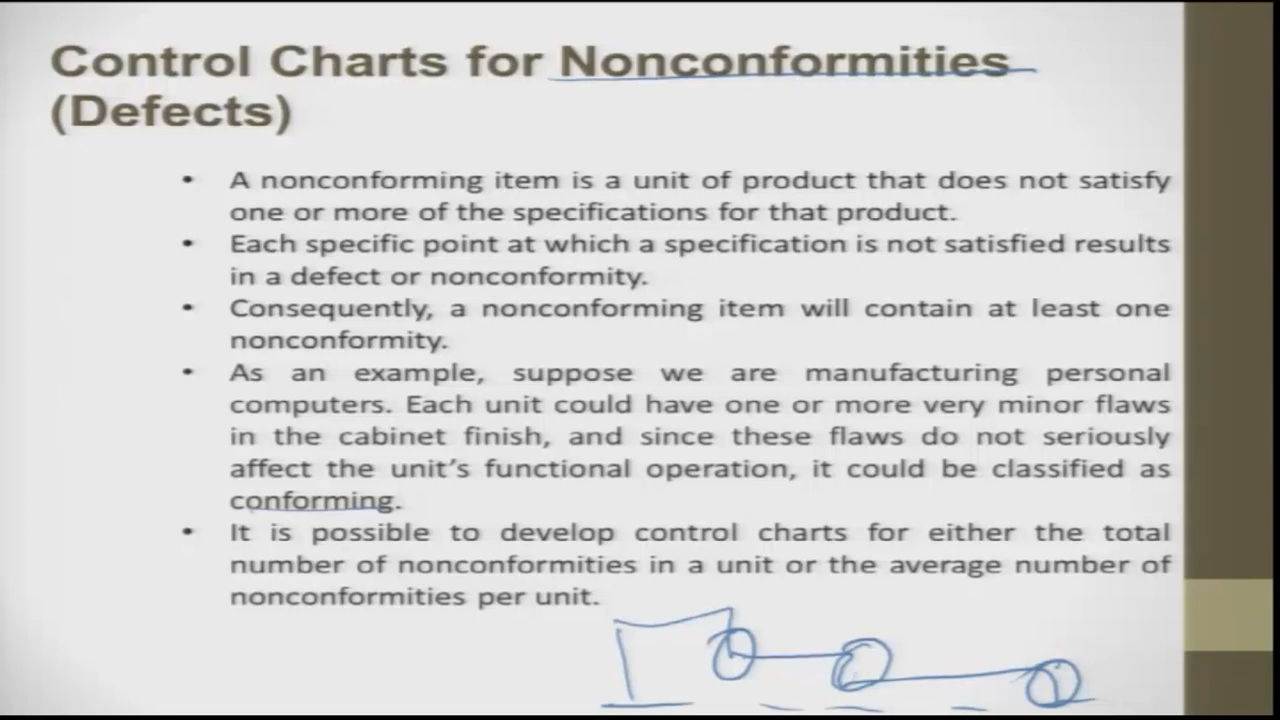 Control Charts for Nonconformities
(Defects)
• A nonconforming item is a unit of product that does not satisfy
one or more of the specifications for that product.
• Each specific point at which a specification is not satisfied results
in a defect or nonconformity.
• Consequently, a nonconforming item will contain at least one
nonconformity.
• As an example, suppose we are manufacturing personal
computers. Each unit could have one or more very minor flaws
in the cabinet finish, and since these flaws do not seriously
affect the unit's functional operation, it could be classified as
conforming.
• It is possible to develop control charts for either the total
number of nonconformities in a unit or the average number of
nonconformities per unit.